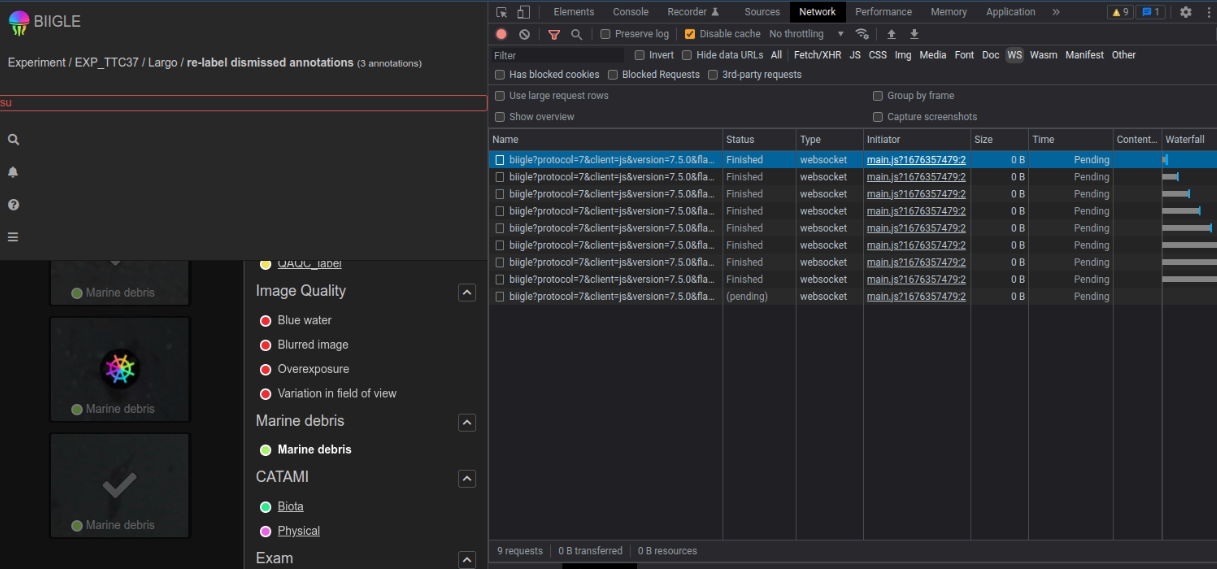 BIIGLE
Experiment / EXP_TTC37 / Largo / re-label dismissed annotations (3 annotations)
su
Marine debris
Marine debris
Marine debris
QAQC_label
Image Quality
Blue water
Blurred image
Overexposure
Variation in field of view
Marine debris
Marine debris
CATAMI
Biota
Physical
Exam
Elements Console Recorder Sources Network Performance Memory Application » 9 1
Preserve log Disable cache No throttling
Filter Invert Hide data URLs All Fetch/XHR JS CSS Img Media Font Doc WS Wasm Manifest Other
Has blocked cookies Blocked Requests 3rd-party requests
Use large request rows Group by frame
Show overview Capture screenshots
Name Status Type Initiator Size Time Content... Waterfall
biigle?protocol=7&client=js&version=7.5.0&fla... Finished websocket main.js?1676357479:2 0 B Pending
biigle?protocol=7&client=js&version=7.5.0&fla... Finished websocket main.js?1676357479:2 0 B Pending
biigle?protocol=7&client=js&version=7.5.0&fla... Finished websocket main.js?1676357479:2 0 B Pending
biigle?protocol=7&client=js&version=7.5.0&fla... Finished websocket main.js?1676357479:2 0 B Pending
biigle?protocol=7&client=js&version=7.5.0&fla... Finished websocket main.js?1676357479:2 0 B Pending
biigle?protocol=7&client=js&version=7.5.0&fla... Finished websocket main.js?1676357479:2 0 B Pending
biigle?protocol=7&client=js&version=7.5.0&fla... Finished websocket main.js?1676357479:2 0 B Pending
biigle?protocol=7&client=js&version=7.5.0&fla... Finished websocket main.js?1676357479:2 0 B Pending
biigle?protocol=7&client=js&version=7.5.0&fla... (pending) websocket main.js?1676357479:2 0 B Pending
9 requests 0 B transferred 0 B resources